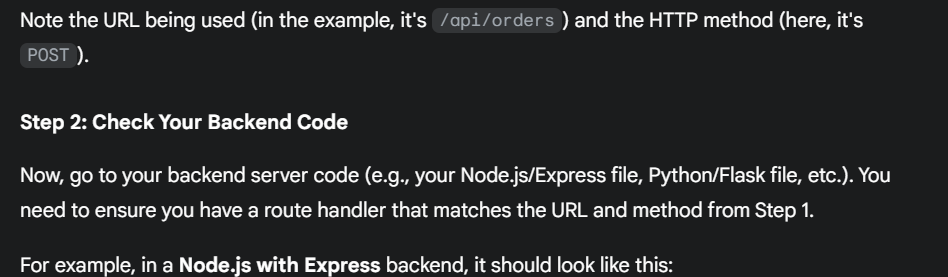 Note the URL being used (in the example, it's /api/orders) and the HTTP method (here, it's
POST).
Step 2: Check Your Backend Code
Now, go to your backend server code (e.g., your Node.js/Express file, Python/Flask file, etc.). You
need to ensure you have a route handler that matches the URL and method from Step 1.
For example, in a Node.js with Express backend, it should look like this: